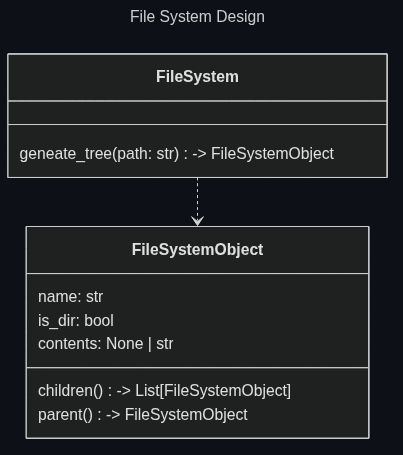 File System Design
FileSystem
geneate_tree(path: str) : -> FileSystemObject
FileSystemObject
name: str
is_dir: bool
contents: None | str
children() : -> List[FileSystemObject]
parent() : -> FileSystemObject